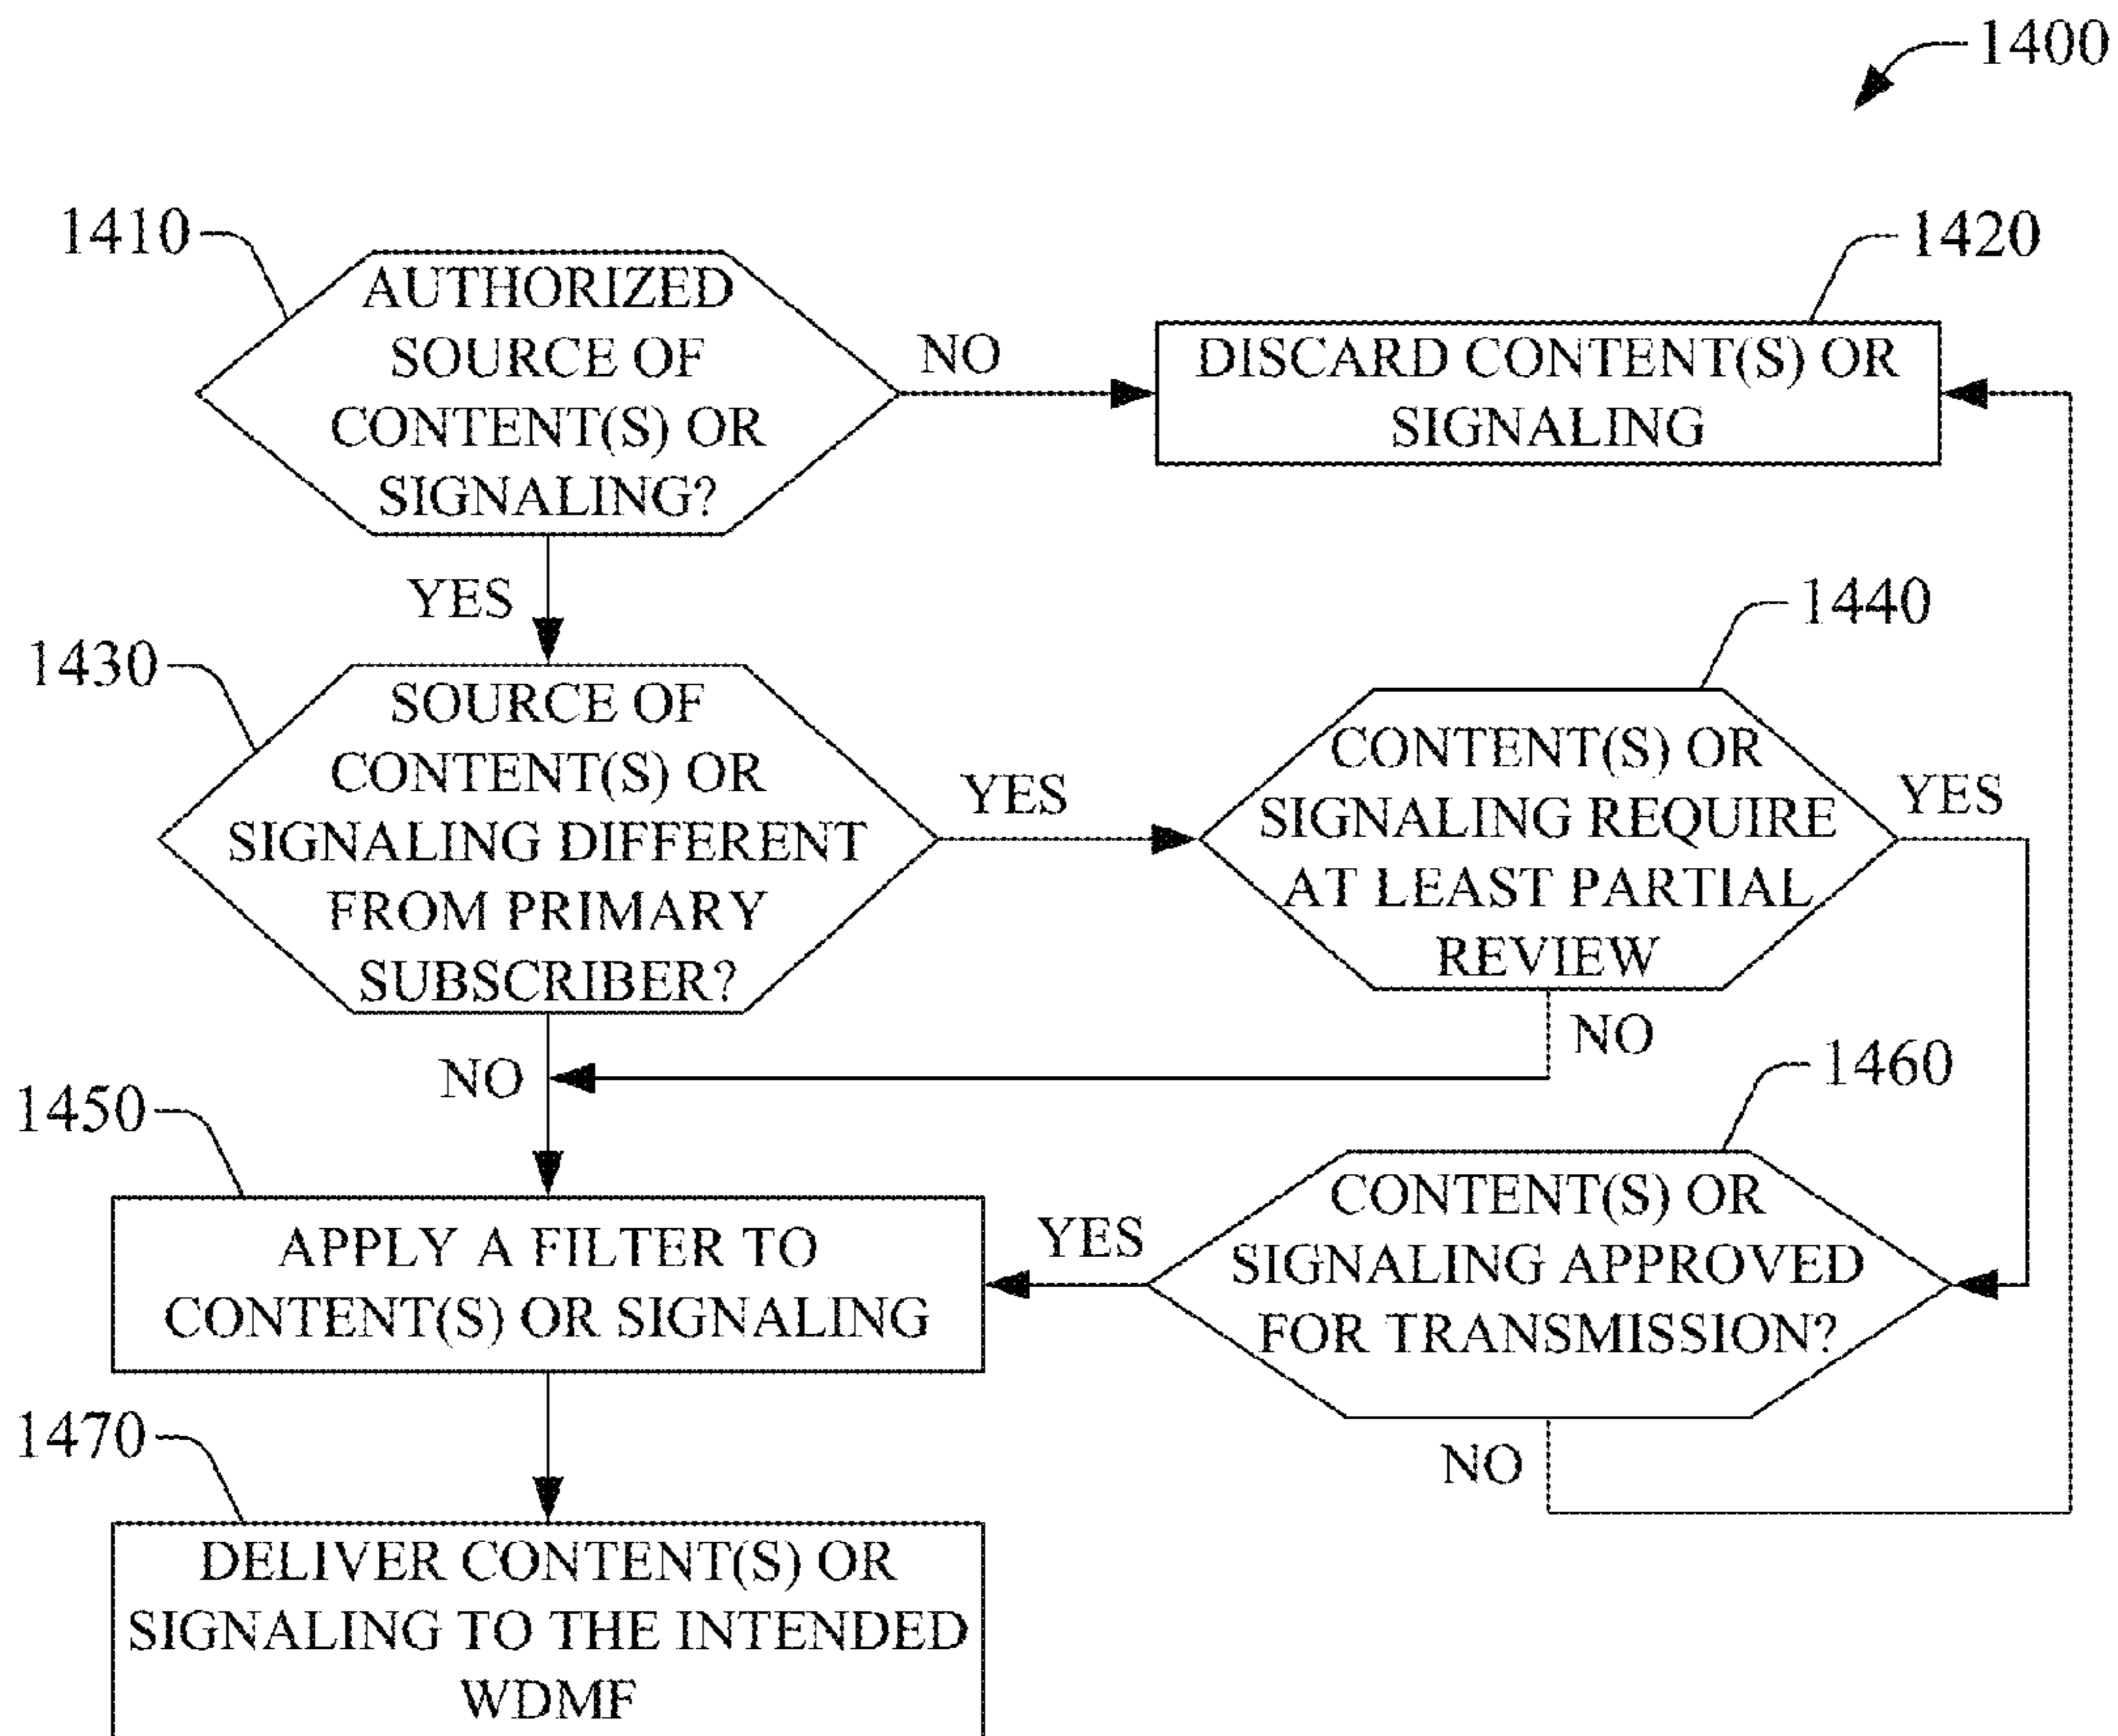 1400
1410
AUTHORIZED
SOURCE OF
CONTENT(S) OR
SIGNALING?
NO
1420
DISCARD CONTENT(S) OR
SIGNALING
YES
1430
SOURCE OF
CONTENT(S) OR
SIGNALING DIFFERENT
FROM PRIMARY
SUBSCRIBER?
YES
1440
CONTENT(S) OR
SIGNALING REQUIRE
AT LEAST PARTIAL
REVIEW
YES
NO
NO
1450
APPLY A FILTER TO
CONTENT(S) OR SIGNALING
YES
1460
CONTENT(S) OR
SIGNALING APPROVED
FOR TRANSMISSION?
NO
1470
DELIVER CONTENT(S) OR
SIGNALING TO THE INTENDED
WDMF